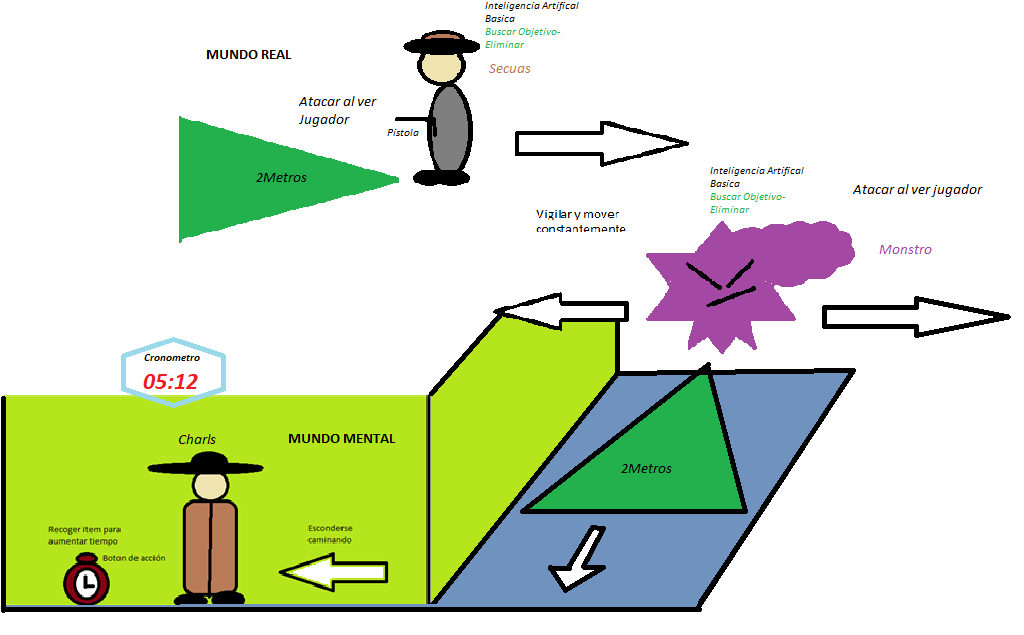 Inteligencia Artifical
Basica
Buscar Objetivo-
Eliminar
MUNDO REAL
Secuas
Atacar al ver
Jugador
Pistola
2Metros
Inteligencia Artifical
Basica
Buscar Objetivo-
Eliminar
Atacar al ver jugador
Vigilar y mover
constantemente
Monstro
Cronometro
05:12
Charls
MUNDO MENTAL
2Metros
Recoger item para
aumentar tiempo
Boton de acción
Esconderse
caminando